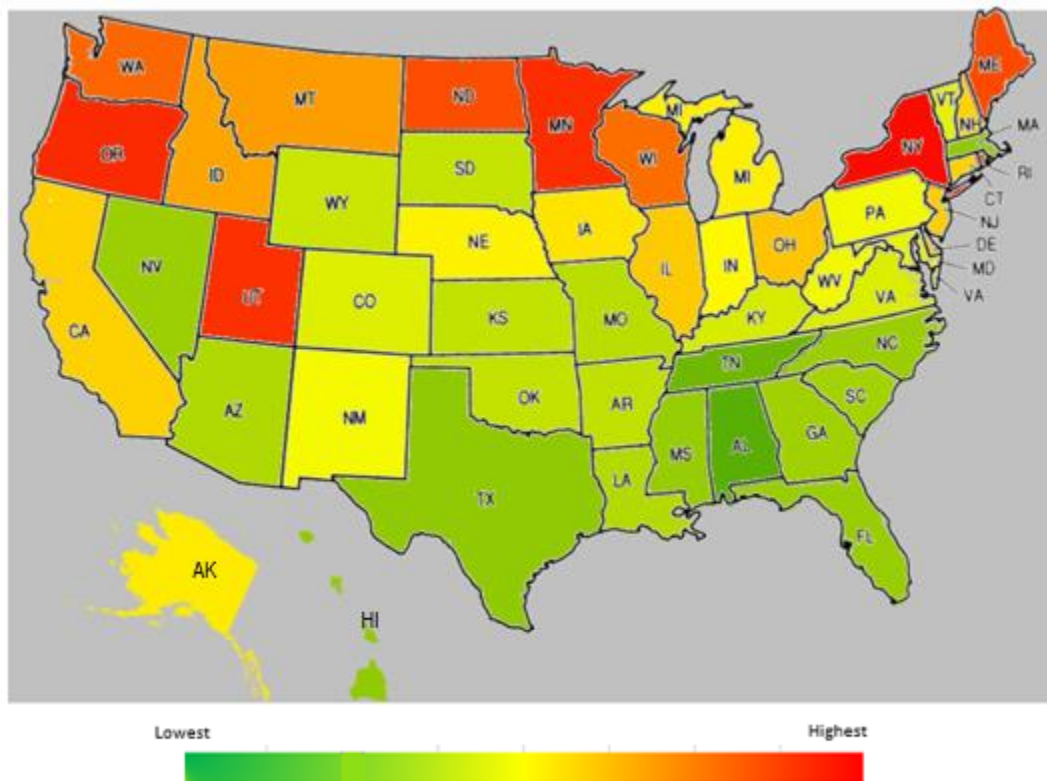 WA
MT
ND
MN
ME
VT
NH
MA
OR
ID
SD
WI
MI
MI
NY
RI
CT
WY
NE
IA
PA
NJ
DE
MD
VA
NV
UT
CO
IL
IN
OH
WV
VA
CA
KS
MO
KY
NC
TN
AZ
NM
OK
AR
SC
GA
MS
AL
TX
LA
FL
AK
HI
Lowest
Highest